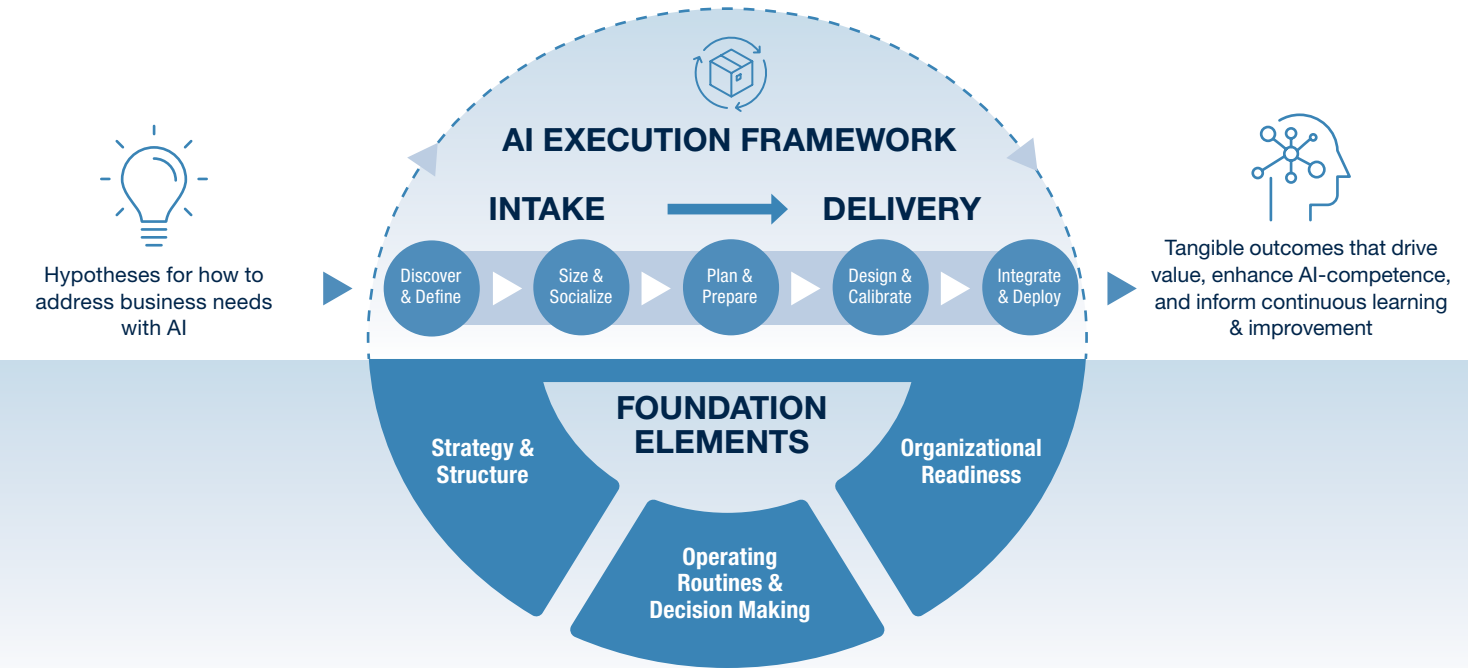 AI EXECUTION FRAMEWORK
INTAKE
DELIVERY
Hypotheses for how to
address business needs
with AI
Discover
& Define
Size &
Socialize
Plan &
Prepare
Design &
Calibrate
Integrate
& Deploy
Tangible outcomes that drive
value, enhance AI-competence,
and inform continuous learning
& improvement
FOUNDATION
ELEMENTS
Strategy &
Structure
Operating
Routines &
Decision Making
Organizational
Readiness